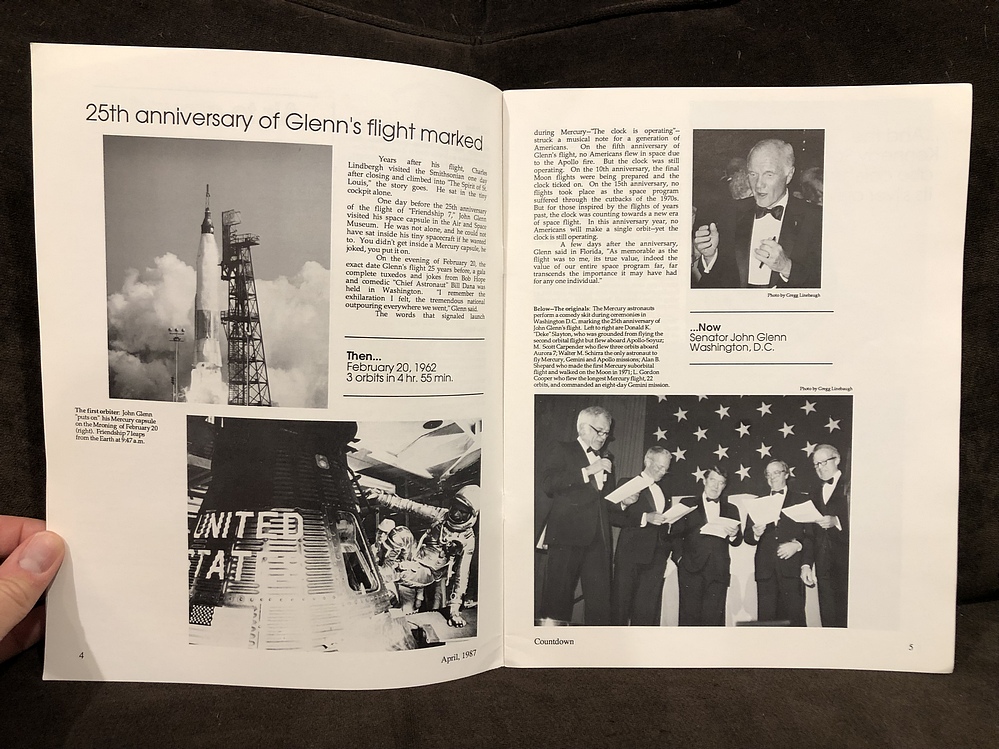 25th anniversary of Glenn's flight marked
Years after his flight, Charles
Lindbergh visited the Smithsonian one day
after closing and climbed into "The Spirit of St.
Louis," the story goes. He sat in the tiny
cockpit alone.
One day before the 25th anniversary
of the flight of "Friendship 7," John Glenn
visited his space capsule in the Air and Space
Museum. He was not alone, and he could not
have sat inside his tiny spacecraft if he wanted
to. You didn't get inside a Mercury capsule, he
joked, you put it on.
On the evening of February 20, the
exact date Glenn's flight 25 years before, a gala
complete tuxedos and jokes from Bob Hope
and comedic "Chief Astronaut" Bill Dana was
held in Washington. "I remember the
exhilaration I felt, the tremendous national
outpouring everywhere we went," Glenn said.
The words that signaled launch
Then...
February 20, 1962
3 orbits in 4 hr. 55 min.
The first orbiter: John Glenn
"puts on" his Mercury capsule
on the Mroning of February 20
(right). Friendship 7 leaps
from the Earth at 9:47 a.m.
UNITED
STAT
4
April, 1987
during Mercury—"The clock is operating"—
struck a musical note for a generation of
Americans. On the fifth anniversary of
Glenn's flight, no Americans flew in space due
to the Apollo fire. But the clock was still
operating. On the 10th anniversary, the final
Moon flights were being prepared and the
clock ticked on. On the 15th anniversary, no
flights took place as the space program
suffered through the cutbacks of the 1970s.
But for those inspired by the flights of years
past, the clock was counting towards a new era
of space flight. In this anniversary year, no
Americans will make a single orbit—yet the
clock is still operating.
A few days after the anniversary,
Glenn said in Florida, "As memorable as the
flight was to me, its true value, indeed the
value of our entire space program far, far
transcends the importance it may have had
for any one individual."
Photo by Gregg Linebaugh
...Now
Senator John Glenn
Washington, D.C.
Below—The originals: The Mercury astronauts
perform a comedy skit during ceremonies in
Washington D.C. marking the 25th anniversary of
John Glenn's flight. Left to right are Donald K.
"Deke" Slayton, who was grounded from flying the
second orbital flight but flew aboard Apollo-Soyuz;
M. Scott Carpender who flew three orbits aboard
Aurora 7; Walter M. Schirra the only astronaut to
fly Mercury, Gemini and Apollo missions; Alan B.
Shepard who made the first Mercury suborbital
flight and walked on the Moon in 1971; L. Gordon
Cooper who flew the longest Mercury flight, 22
orbits, and commanded an eight-day Gemini mission.
Photo by Gregg Linebaugh
Countdown
5